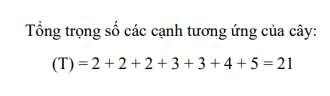 Tổng trọng số các cạnh tương ứng của cây:
(T) = 2 + 2 + 2 + 3 + 3 + 4 + 5 = 21